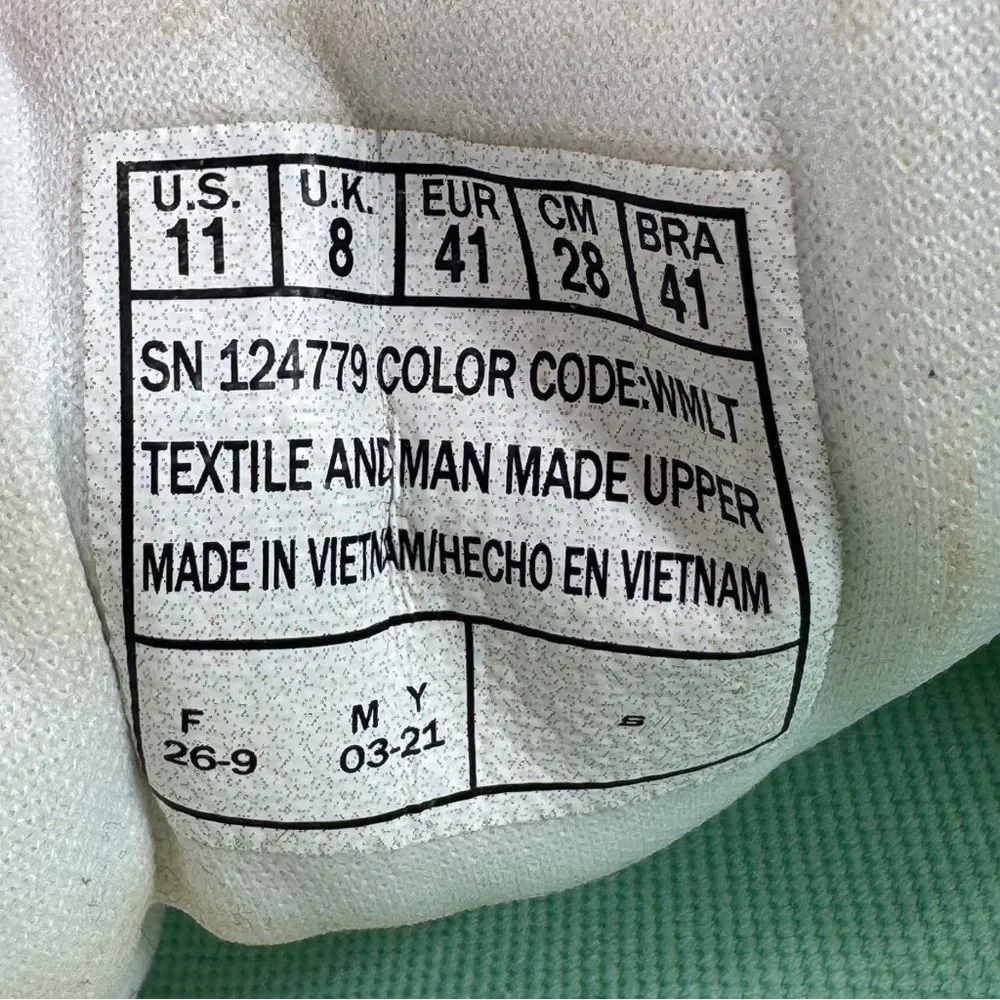 U.S. U.K. EUR CM BRA
11 8 41 28 41
SN 124779 COLOR CODE:WMLT
TEXTILE AND MAN MADE UPPER
MADE IN VIETNAM/HECHO EN VIETNAM
F M Y
26-9 03-21